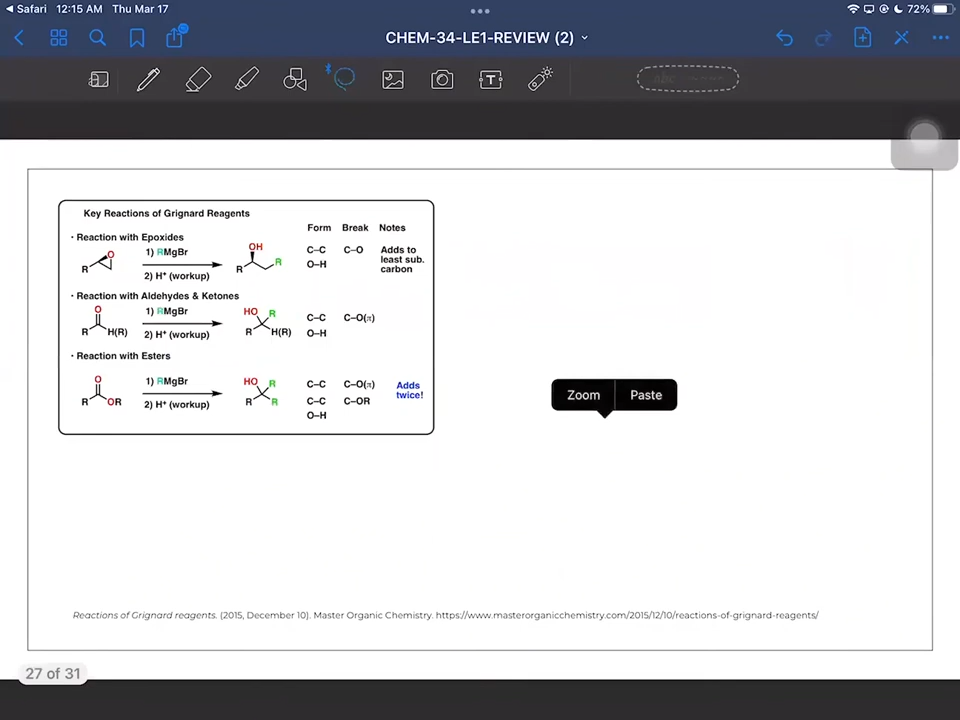 Safari 12:15 AM Thu Mar 17 72%
CHEM-34-LE1-REVIEW (2)
T
Key Reactions of Grignard Reagents
Form Break Notes
· Reaction with Epoxides
R O 1) RMgBr 2) H⁺ (workup) OH R R C–C O–H C–O Adds to least sub. carbon
· Reaction with Aldehydes & Ketones
O R H(R) 1) RMgBr 2) H⁺ (workup) HO R R H(R) C–C O–H C–O(π)
· Reaction with Esters
O R OR 1) RMgBr 2) H⁺ (workup) HO R R R C–C C–C O–H C–O(π) C–OR Adds twice!
Zoom Paste
Reactions of Grignard reagents. (2015, December 10). Master Organic Chemistry. https://www.masterorganicchemistry.com/2015/12/10/reactions-of-grignard-reagents/
27 of 31